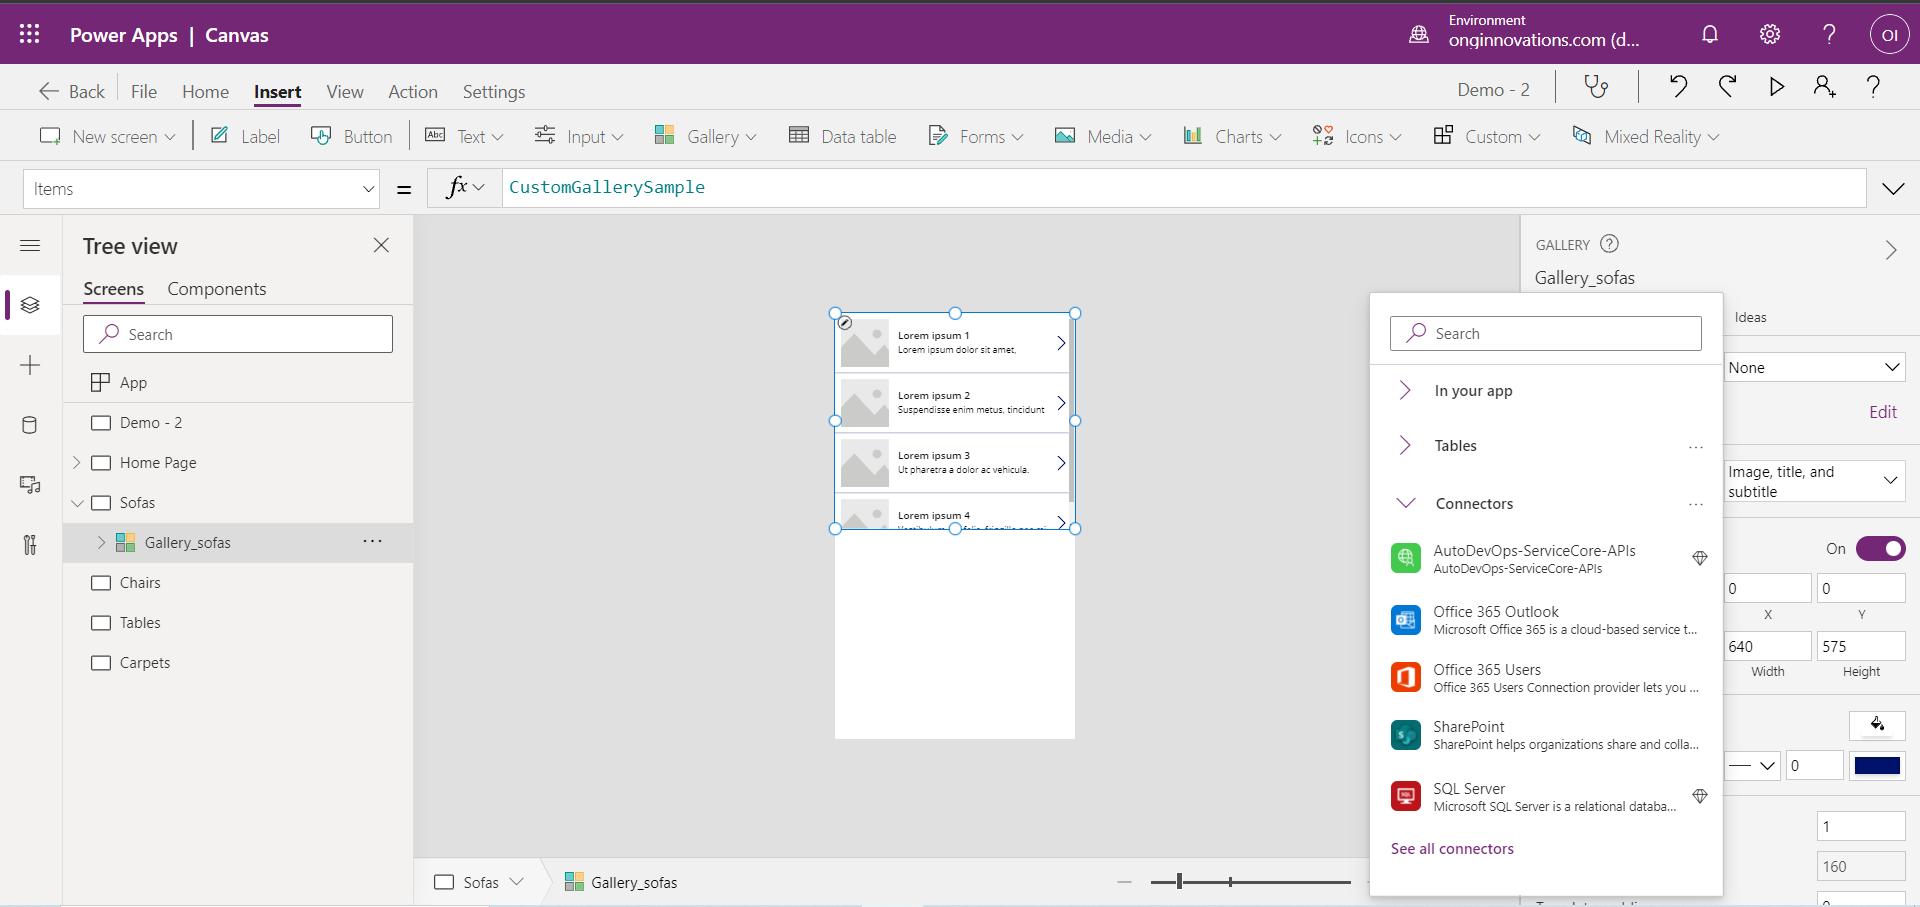 Power Apps | Canvas
Environment
onginnovations.com (d...
OI
Back
File
Home
Insert
View
Action
Settings
Demo - 2
New screen
Label
Button
Abc
Text
Input
Gallery
Data table
Forms
Media
Charts
Icons
Custom
Mixed Reality
Items
=
fx
CustomGallerySample
Tree view
Screens
Components
Search
App
Demo - 2
Home Page
Sofas
Gallery_sofas
...
Chairs
Tables
Carpets
Lorem ipsum 1
Lorem ipsum dolor sit amet,
Lorem ipsum 2
Suspendisse enim metus, tincidunt
Lorem ipsum 3
Ut pharetra a dolor ac vehicula.
Lorem ipsum 4
Sofas
Gallery_sofas
GALLERY
Gallery_sofas
Search
In your app
Tables
...
Connectors
...
AutoDevOps-ServiceCore-APIs
AutoDevOps-ServiceCore-APIs
Office 365 Outlook
Microsoft Office 365 is a cloud-based service t...
Office 365 Users
Office 365 Users Connection provider lets you ...
SharePoint
SharePoint helps organizations share and colla...
SQL Server
Microsoft SQL Server is a relational databa...
See all connectors
Ideas
None
Edit
Image, title, and
subtitle
On
0
0
X
Y
640
575
Width
Height
0
1
160